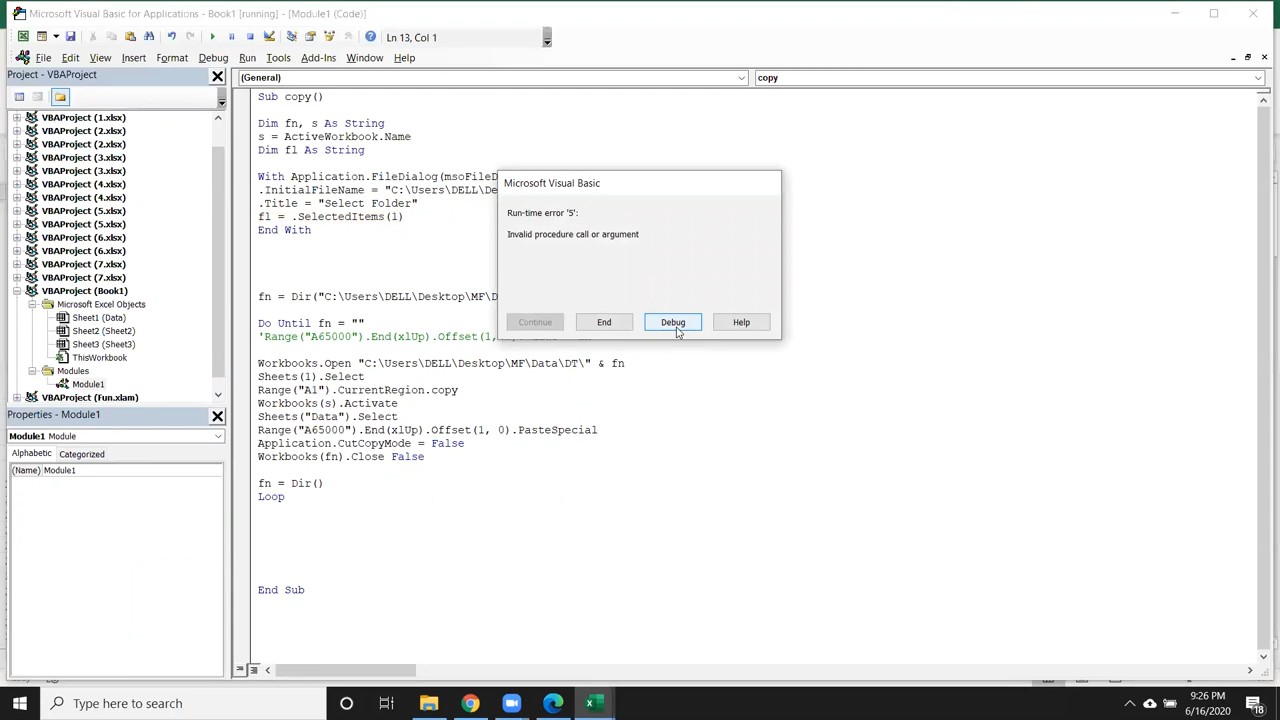 Microsoft Visual Basic for Applications - Book1 [running] - [Module1 (Code)]
Ln 13, Col 1
File Edit View Insert Format Debug Run Tools Add-Ins Window Help
Project - VBAProject
(General)
copy
VBAProject (1.xlsx)
VBAProject (2.xlsx)
VBAProject (2.xlsx)
VBAProject (3.xlsx)
VBAProject (3.xlsx)
VBAProject (4.xlsx)
VBAProject (4.xlsx)
VBAProject (5.xlsx)
VBAProject (5.xlsx)
VBAProject (6.xlsx)
VBAProject (6.xlsx)
VBAProject (7.xlsx)
VBAProject (7.xlsx)
VBAProject (Book1)
Microsoft Excel Objects
Sheet1 (Data)
Sheet2 (Sheet2)
Sheet3 (Sheet3)
ThisWorkbook
Modules
Module1
VBAProject (Fun.xlam)
Properties - Module1
Module1 Module
Alphabetic Categorized
(Name) Module1
Sub copy()
Dim fn, s As String
s = ActiveWorkbook.Name
Dim fl As String
With Application.FileDialog(msoFileD
.InitialFileName = "C:\Users\DELL\Des
.Title = "Select Folder"
fl = .SelectedItems(1)
End With
fn = Dir("C:\Users\DELL\Desktop\MF\D
Do Until fn = ""
'Range("A65000").End(xlUp).Offset(1,
Workbooks.Open "C:\Users\DELL\Desktop\MF\Data\DT\" & fn
Sheets(1).Select
Range("A1").CurrentRegion.copy
Workbooks(s).Activate
Sheets("Data").Select
Range("A65000").End(xlUp).Offset(1, 0).PasteSpecial
Application.CutCopyMode = False
Workbooks(fn).Close False
fn = Dir()
Loop
End Sub
Microsoft Visual Basic
Run-time error '5':
Invalid procedure call or argument
Continue End Debug Help
Type here to search
9:26 PM
6/16/2020
18